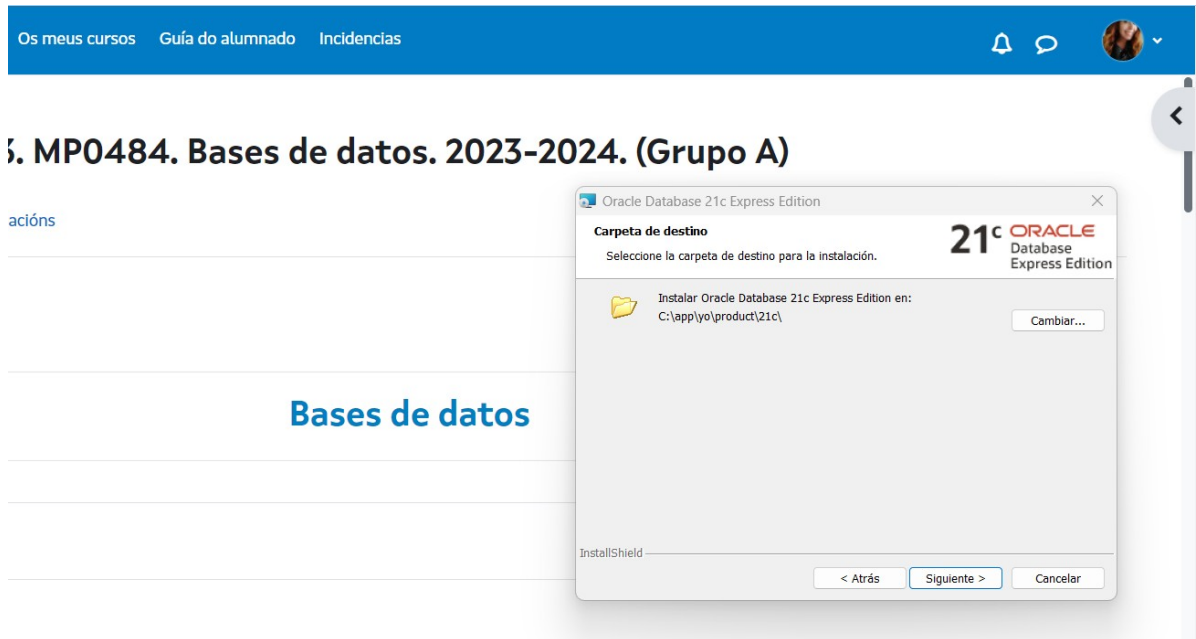 Os meus cursos Guía do alumnado Incidencias
. MP0484. Bases de datos. 2023-2024. (Grupo A)
acións
Bases de datos
Oracle Database 21c Express Edition
Carpeta de destino
Seleccione la carpeta de destino para la instalación.
21c ORACLE
Database
Express Edition
Instalar Oracle Database 21c Express Edition en:
C:\app\yo\product\21c\
Cambiar...
InstallShield
< Atrás Siguiente > Cancelar